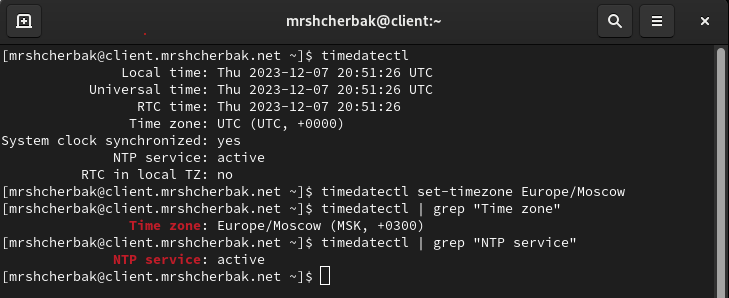 mrshcherbak@client:~
[mrshcherbak@client.mrshcherbak.net ~]$ timedatectl
Local time: Thu 2023-12-07 20:51:26 UTC
Universal time: Thu 2023-12-07 20:51:26 UTC
RTC time: Thu 2023-12-07 20:51:26
Time zone: UTC (UTC, +0000)
System clock synchronized: yes
NTP service: active
RTC in local TZ: no
[mrshcherbak@client.mrshcherbak.net ~]$ timedatectl set-timezone Europe/Moscow
[mrshcherbak@client.mrshcherbak.net ~]$ timedatectl | grep "Time zone"
Time zone: Europe/Moscow (MSK, +0300)
[mrshcherbak@client.mrshcherbak.net ~]$ timedatectl | grep "NTP service"
NTP service: active
[mrshcherbak@client.mrshcherbak.net ~]$